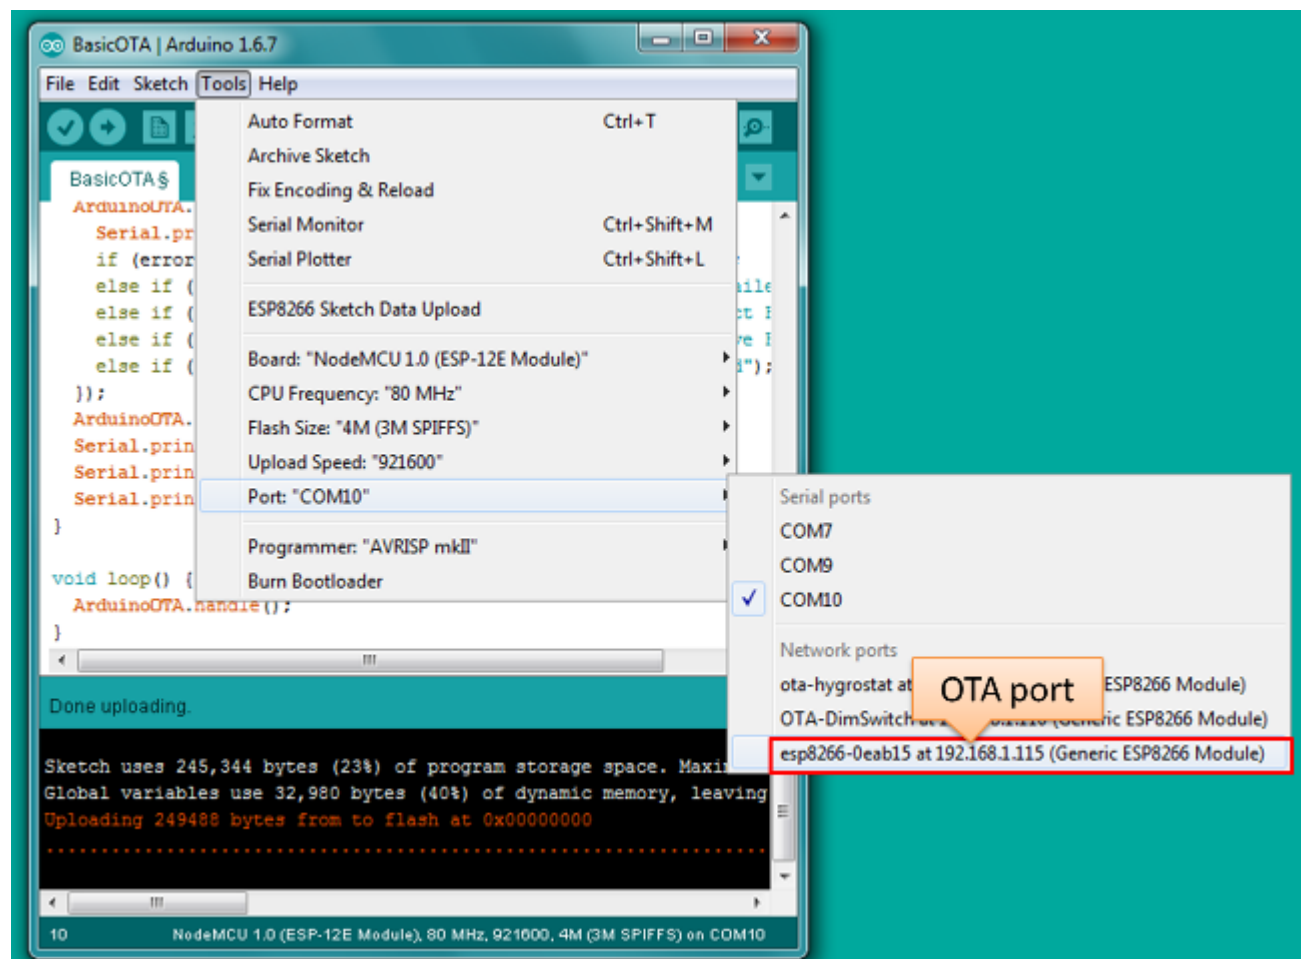 BasicOTA | Arduino 1.6.7
File Edit Sketch Tools Help
Auto Format Ctrl+T
Archive Sketch
Fix Encoding & Reload
Serial Monitor Ctrl+Shift+M
Serial Plotter Ctrl+Shift+L
ESP8266 Sketch Data Upload
Board: "NodeMCU 1.0 (ESP-12E Module)"
CPU Frequency: "80 MHz"
Flash Size: "4M (3M SPIFFS)"
Upload Speed: "921600"
Port: "COM10"
Programmer: "AVRISP mkII"
Burn Bootloader
BasicOTA §
ArduinoOTA.
Serial.pr
if (error
else if (
else if (
else if (
else if ( d");
});
ArduinoOTA.
Serial.prin
Serial.prin
Serial.prin
}
void loop() {
ArduinoOTA.handle();
}
Serial ports
COM7
COM9
COM10
Network ports
ota-hygrostat at ESP8266 Module)
OTA port
OTA-DimSwitch (Generic ESP8266 Module)
esp8266-0eab15 at 192.168.1.115 (Generic ESP8266 Module)
Done uploading.
Sketch uses 245,344 bytes (23%) of program storage space. Maxi
Global variables use 32,980 bytes (40%) of dynamic memory, leaving
Uploading 249488 bytes from to flash at 0x00000000
................................................................
10 NodeMCU 1.0 (ESP-12E Module), 80 MHz, 921600, 4M (3M SPIFFS) on COM10